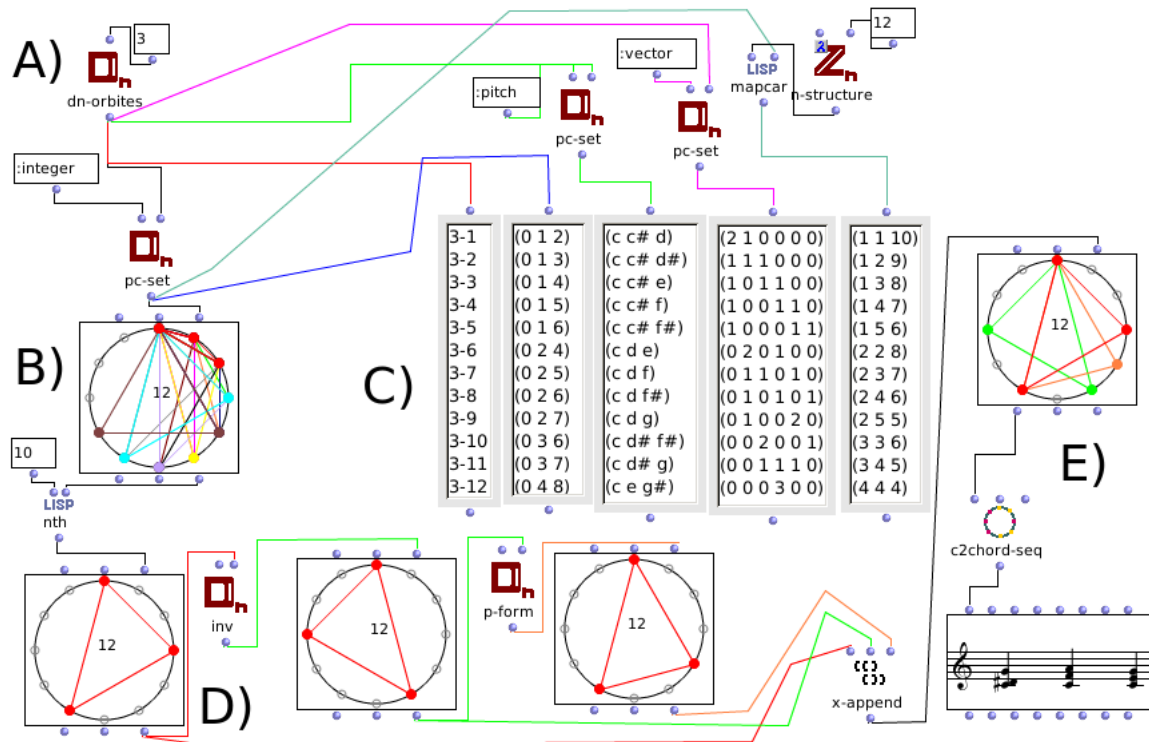 A)
3
dn-orbites
:integer
pc-set
:pitch
pc-set
:vector
pc-set
LISP
mapcar
2
n
n-structure
12
B)
12
10
LISP
nth
C)
3-1 (0 1 2) (c c# d) (2 1 0 0 0 0) (1 1 10)
3-2 (0 1 3) (c c# d#) (1 1 1 0 0 0) (1 2 9)
3-3 (0 1 4) (c c# e) (1 0 1 1 0 0) (1 3 8)
3-4 (0 1 5) (c c# f) (1 0 0 1 1 0) (1 4 7)
3-5 (0 1 6) (c c# f#) (1 0 0 0 1 1) (1 5 6)
3-6 (0 2 4) (c d e) (0 2 0 1 0 0) (2 2 8)
3-7 (0 2 5) (c d f) (0 1 1 0 1 0) (2 3 7)
3-8 (0 2 6) (c d f#) (0 1 0 1 0 1) (2 4 6)
3-9 (0 2 7) (c d g) (0 1 0 0 2 0) (2 5 5)
3-10 (0 3 6) (c d# f#) (0 0 2 0 0 1) (3 3 6)
3-11 (0 3 7) (c d# g) (0 0 1 1 1 0) (3 4 5)
3-12 (0 4 8) (c e g#) (0 0 0 3 0 0) (4 4 4)
D)
12
inv
12
p-form
12
x-append
E)
12
c2chord-seq